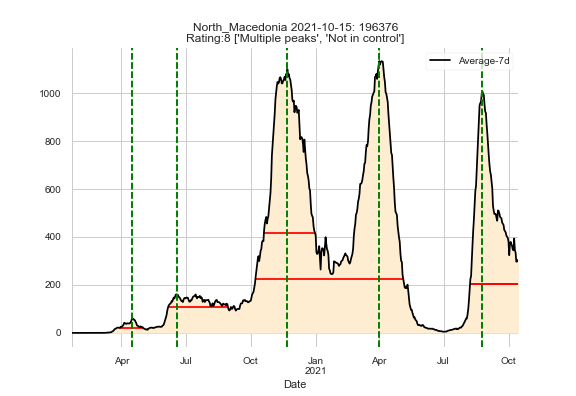 North_Macedonia 2021-10-15: 196376
Rating:8 ['Multiple peaks', 'Not in control']
Average-7d
1000
800
600
400
200
0
Apr Jul Oct Jan Apr Jul Oct
2021
Date